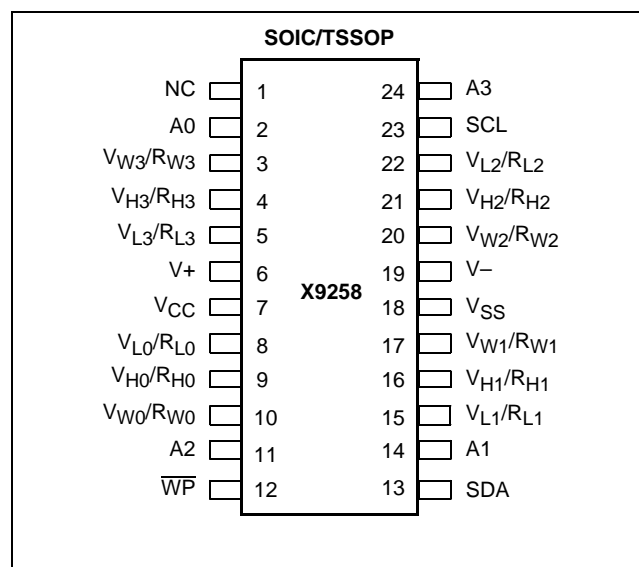 SOIC/TSSOP
NC 1 24 A3
A0 2 23 SCL
VW3/RW3 3 22 VL2/RL2
VH3/RH3 4 21 VH2/RH2
VL3/RL3 5 20 VW2/RW2
V+ 6 19 V–
X9258
VCC 7 18 VSS
VL0/RL0 8 17 VW1/RW1
VH0/RH0 9 16 VH1/RH1
VW0/RW0 10 15 VL1/RL1
A2 11 14 A1
W̅P̅ 12 13 SDA